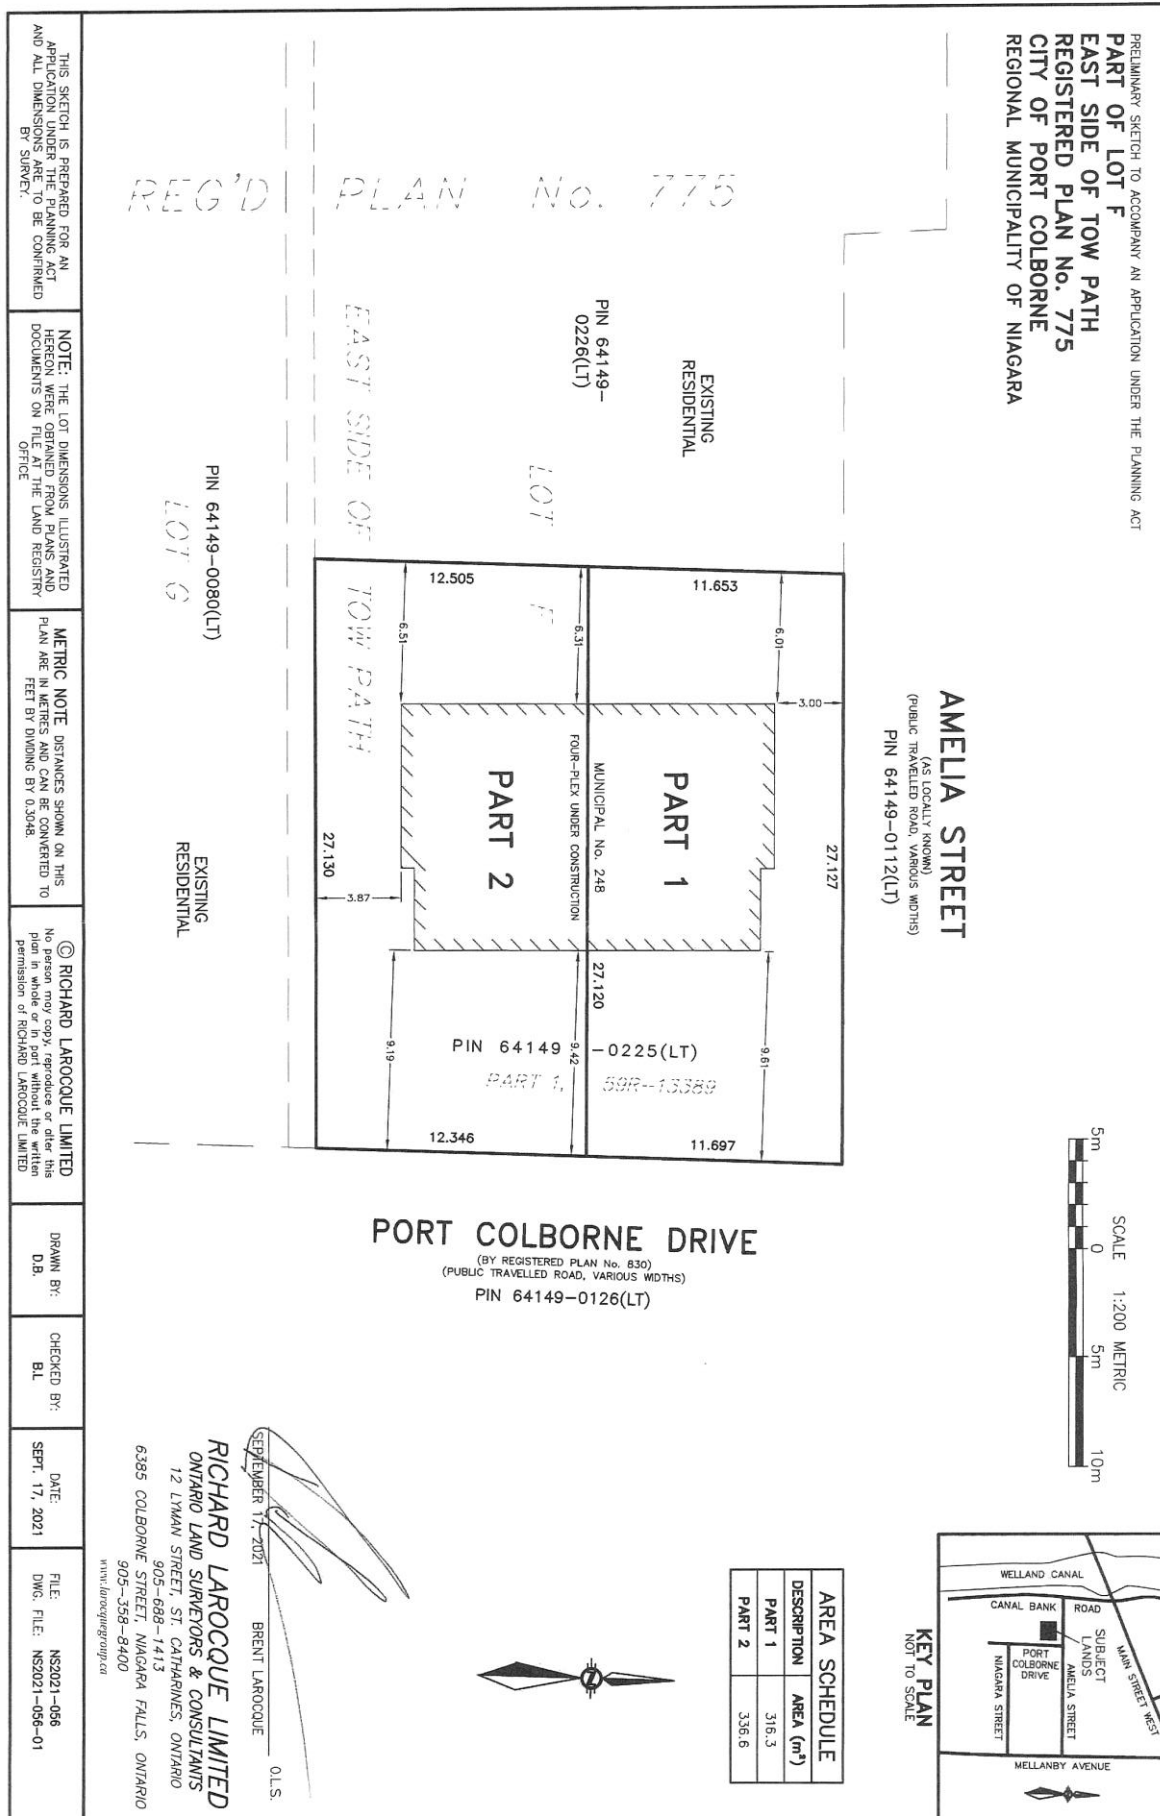 PRELIMINARY SKETCH TO ACCOMPANY AN APPLICATION UNDER THE PLANNING ACT
PART OF LOT F
EAST SIDE OF TOW PATH
REGISTERED PLAN No. 775
CITY OF PORT COLBORNE
REGIONAL MUNICIPALITY OF NIAGARA
SCALE 1:200 METRIC
5m 0 5m 10m
WELLAND CANAL
CANAL BANK ROAD
SUBJECT
LANDS
MAIN STREET WEST
PORT
COLBORNE
DRIVE
AMELIA STREET
NIAGARA STREET
MELLANBY AVENUE
KEY PLAN
NOT TO SCALE
AMELIA STREET
(AS LOCALLY KNOWN)
(PUBLIC TRAVELLED ROAD, VARIOUS WIDTHS)
PIN 64149-0112(LT)
27.127
3.00
6.01
11.653
9.61
11.697
EXISTING
RESIDENTIAL
PIN 64149-
0226(LT)
REG'D PLAN No. 775
LOT F
PART 1
MUNICIPAL No. 248
27.120
FOUR-PLEX UNDER CONSTRUCTION
6.31
9.42
PART 2
PIN 64149-0225(LT)
PART 1, 59R-13389
12.505
6.51
9.19
12.346
EAST SIDE OF TOW PATH
3.87
27.130
PIN 64149-0080(LT)
LOT G
EXISTING
RESIDENTIAL
PORT COLBORNE DRIVE
(BY REGISTERED PLAN No. 830)
(PUBLIC TRAVELLED ROAD, VARIOUS WIDTHS)
PIN 64149-0126(LT)
AREA SCHEDULE
DESCRIPTION AREA (m²)
PART 1 316.3
PART 2 336.6
N
SEPTEMBER 17, 2021 BRENT LAROCQUE O.L.S.
RICHARD LAROCQUE LIMITED
ONTARIO LAND SURVEYORS & CONSULTANTS
12 LYMAN STREET, ST. CATHARINES, ONTARIO
905-688-1413
6385 COLBORNE STREET, NIAGARA FALLS, ONTARIO
905-358-8400
www.larocquegroup.ca
THIS SKETCH IS PREPARED FOR AN
APPLICATION UNDER THE PLANNING ACT
AND ALL DIMENSIONS ARE TO BE CONFIRMED
BY SURVEY.
NOTE: THE LOT DIMENSIONS ILLUSTRATED
HEREON WERE OBTAINED FROM PLANS AND
DOCUMENTS ON FILE AT THE LAND REGISTRY
OFFICE
METRIC NOTE DISTANCES SHOWN ON THIS
PLAN ARE IN METRES AND CAN BE CONVERTED TO
FEET BY DIVIDING BY 0.3048.
© RICHARD LAROCQUE LIMITED
No person may copy, reproduce or alter this
plan in whole or in part without the written
permission of RICHARD LAROCQUE LIMITED
DRAWN BY:
D.B.
CHECKED BY:
B.L
DATE:
SEPT. 17, 2021
FILE: NS2021-056
DWG. FILE: NS2021-056-01